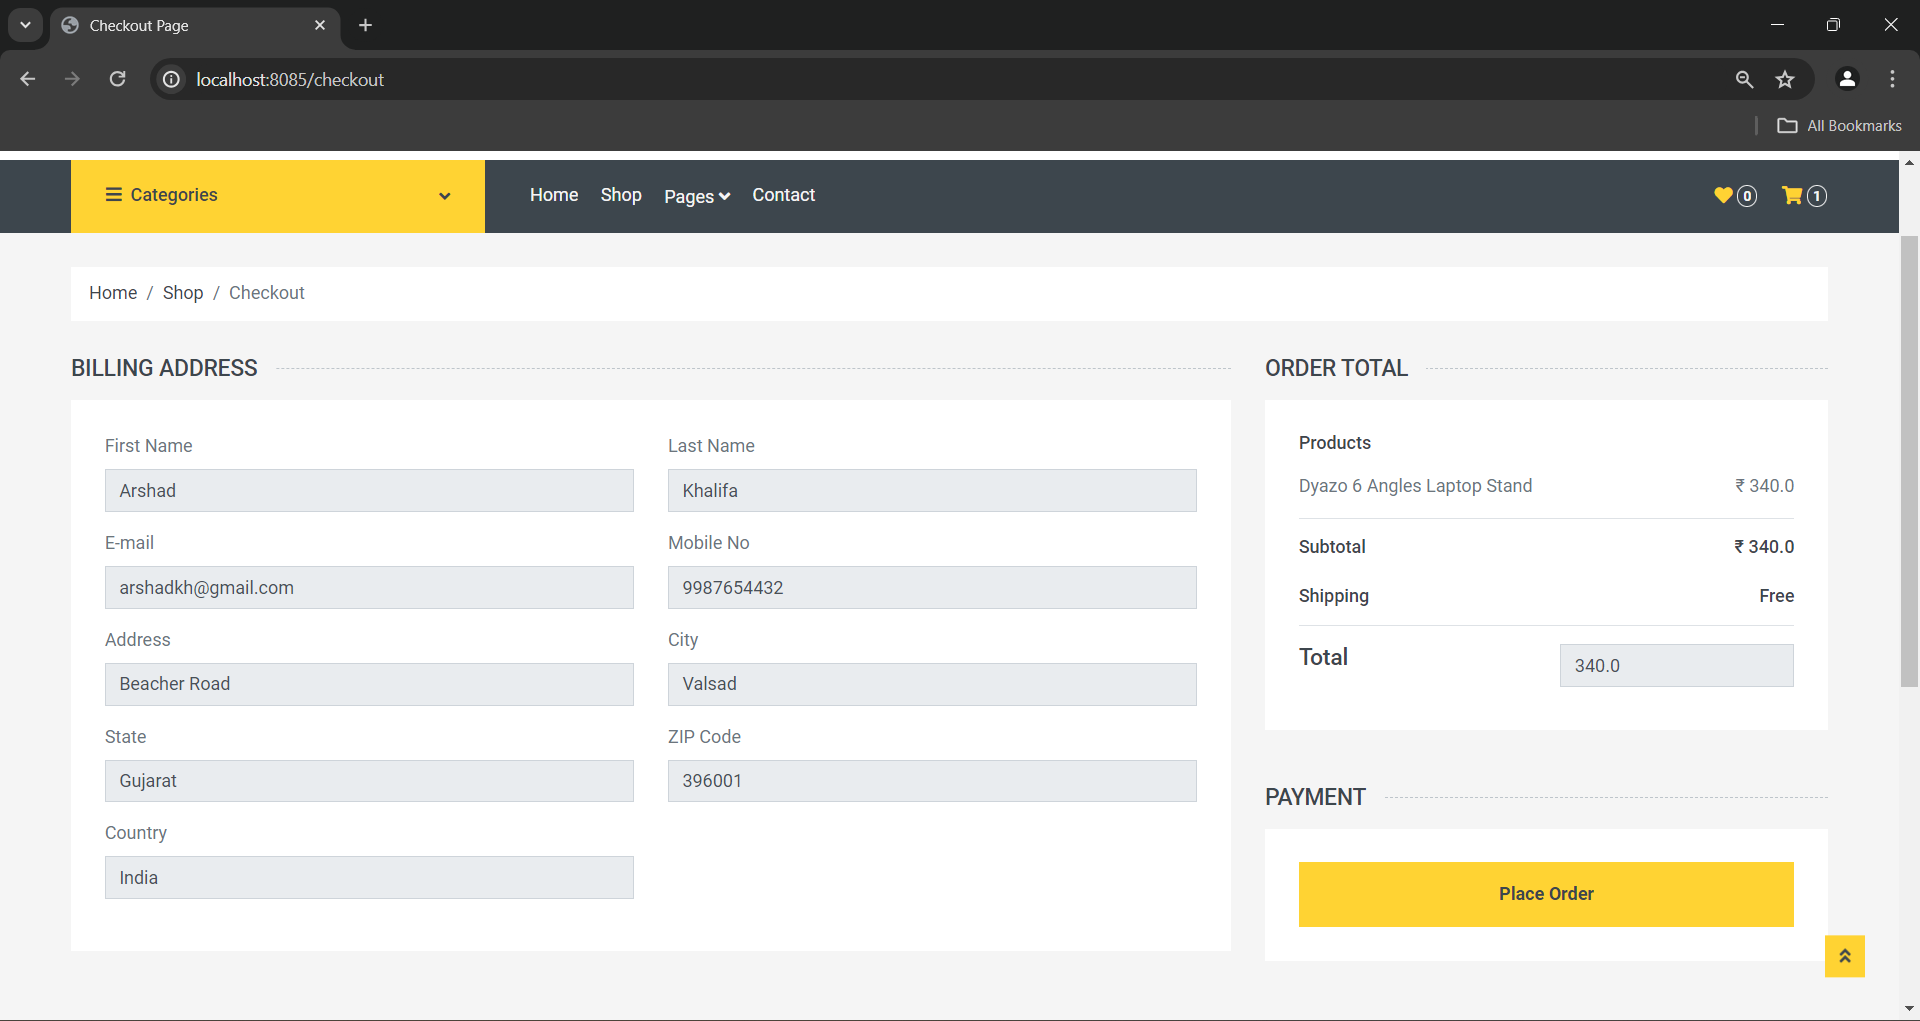 Checkout Page
localhost:8085/checkout
All Bookmarks
Categories
Home Shop Pages Contact
0 1
Home / Shop / Checkout
BILLING ADDRESS
First Name Last Name
Arshad Khalifa
E-mail Mobile No
arshadkh@gmail.com 9987654432
Address City
Beacher Road Valsad
State ZIP Code
Gujarat 396001
Country
India
ORDER TOTAL
Products
Dyazo 6 Angles Laptop Stand ₹ 340.0
Subtotal ₹ 340.0
Shipping Free
Total 340.0
PAYMENT
Place Order